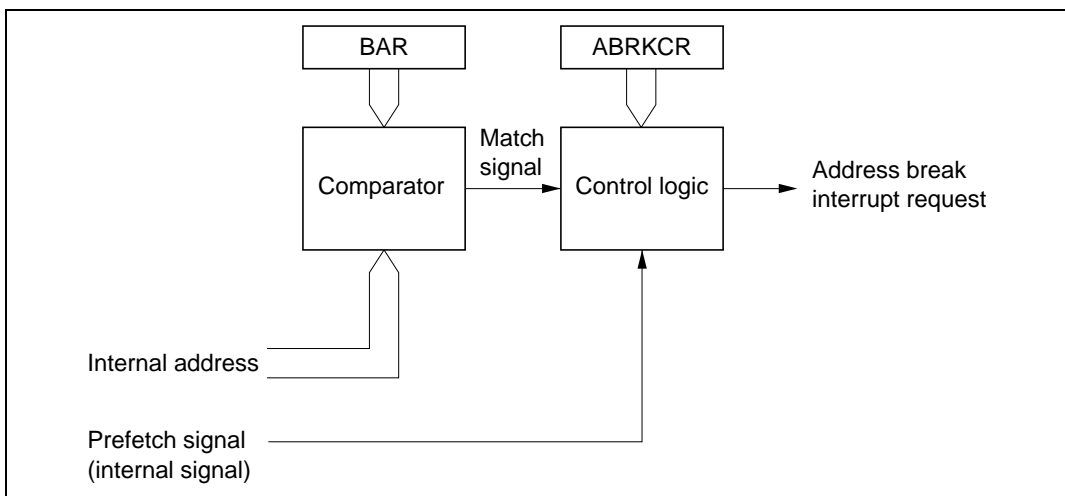 BAR
ABRKCR
Match
signal
Comparator
Control logic
Address break
interrupt request
Internal address
Prefetch signal
(internal signal)